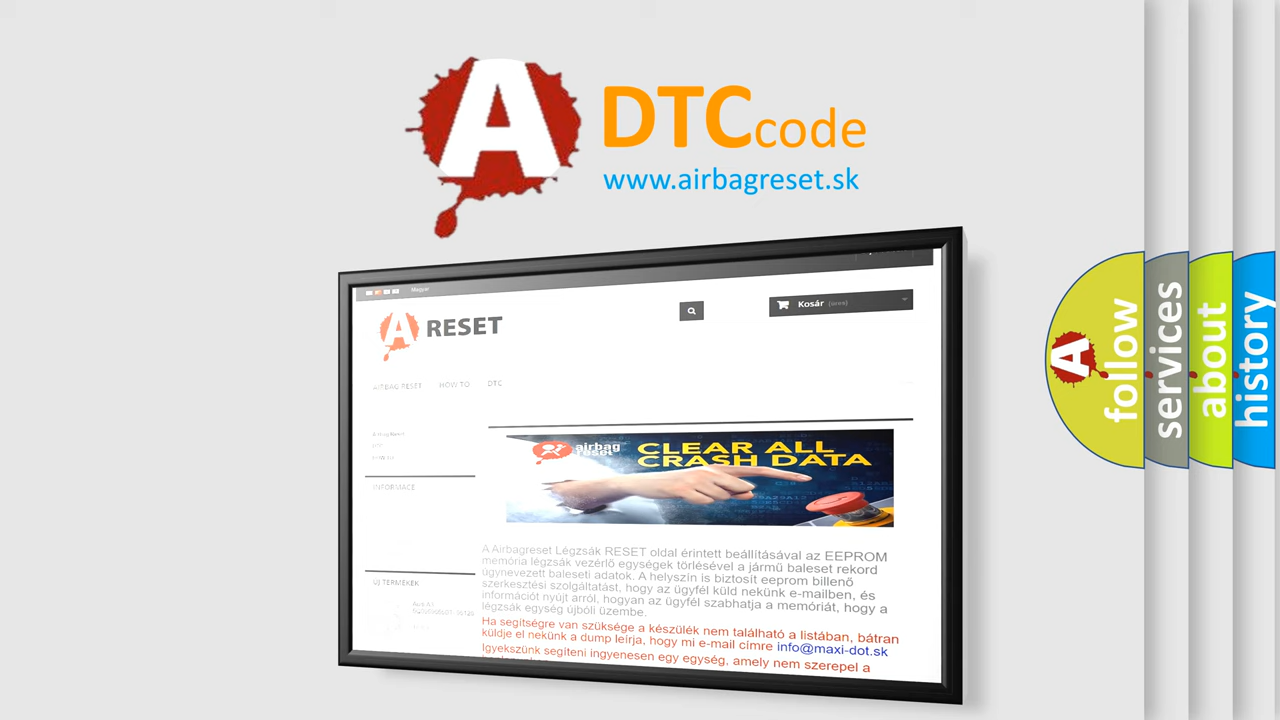 A
DTCcode
www.airbagreset.sk
Magyar
A RESET
Kosár (üres)
AIRBAG RESET HOW TO DTC
INFORMACE
airbag
reset
CLEAR ALL
CRASH DATA
A Airbagreset Légzsák RESET oldal érintett beállításával az EEPROM
memória légzsák vezérlő egységek törlésével a jármű baleset rekord
úgynevezett baleseti adatok. A helyszín is biztosít eeprom billenő
szerkesztési szolgáltatást, hogy az ügyfél küld nekünk e-mailben, és
információt nyújt árról, hogyan az ügyfél szabhatja a memóriát, hogy a
légzsák egység újbóli üzembe.
Ha segítségre van szüksége a készülék nem található a listában, bátran
küldje el nekünk a dump leírja, hogy mi e-mail címre info@maxi-dot.sk
Igyekszünk segíteni ingyenesen egy egység, amely nem szerepel a
ÚJ TERMÉKEK
A
follow
services
about
history